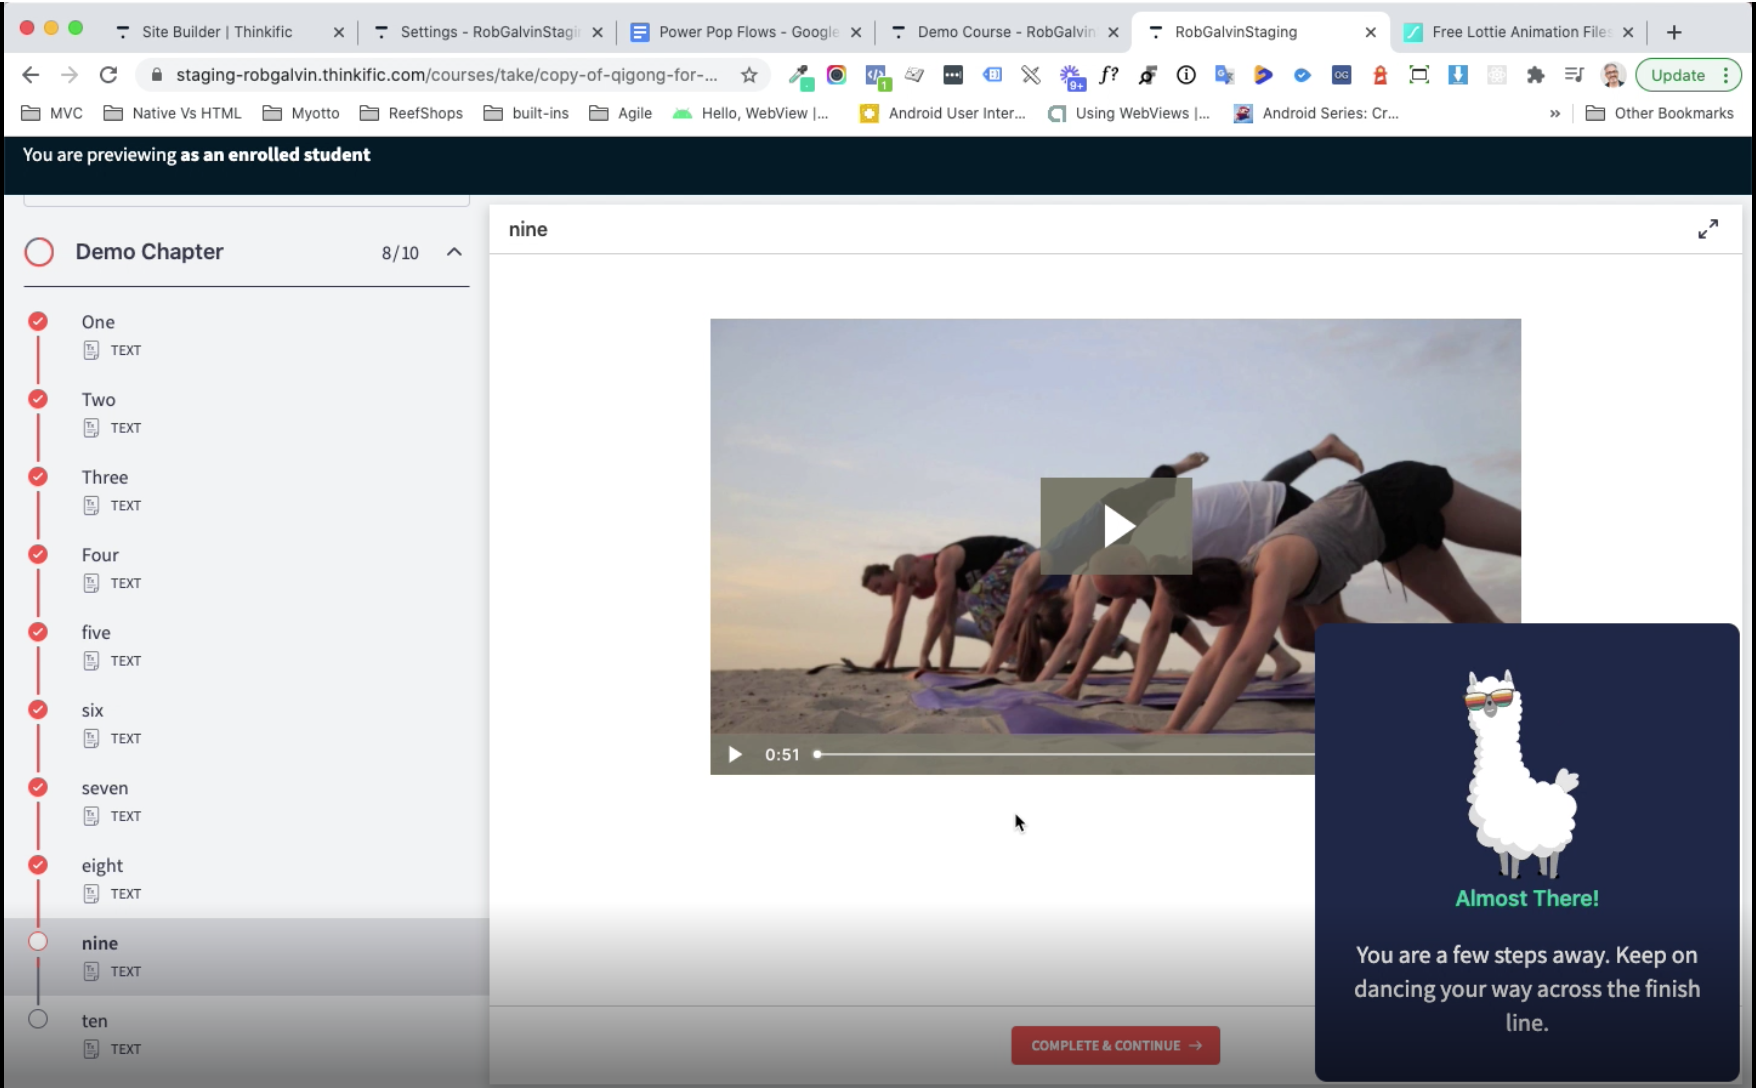 Site Builder | Thinkific
Settings - RobGalvinStagi
Power Pop Flows - Google
Demo Course - RobGalvin
RobGalvinStaging
Free Lottie Animation Files
staging-robgalvin.thinkific.com/courses/take/copy-of-qigong-for-...
1
9+
f?
OG
Update
MVC
Native Vs HTML
Myotto
ReefShops
built-ins
Agile
Hello, WebView |...
Android User Inter...
Using WebViews |...
Android Series: Cr...
»
Other Bookmarks
You are previewing as an enrolled student
Demo Chapter
8/10
One
TEXT
Two
TEXT
Three
TEXT
Four
TEXT
five
TEXT
six
TEXT
seven
TEXT
eight
TEXT
nine
TEXT
ten
TEXT
nine
0:51
COMPLETE & CONTINUE →
Almost There!
You are a few steps away. Keep on
dancing your way across the finish
line.